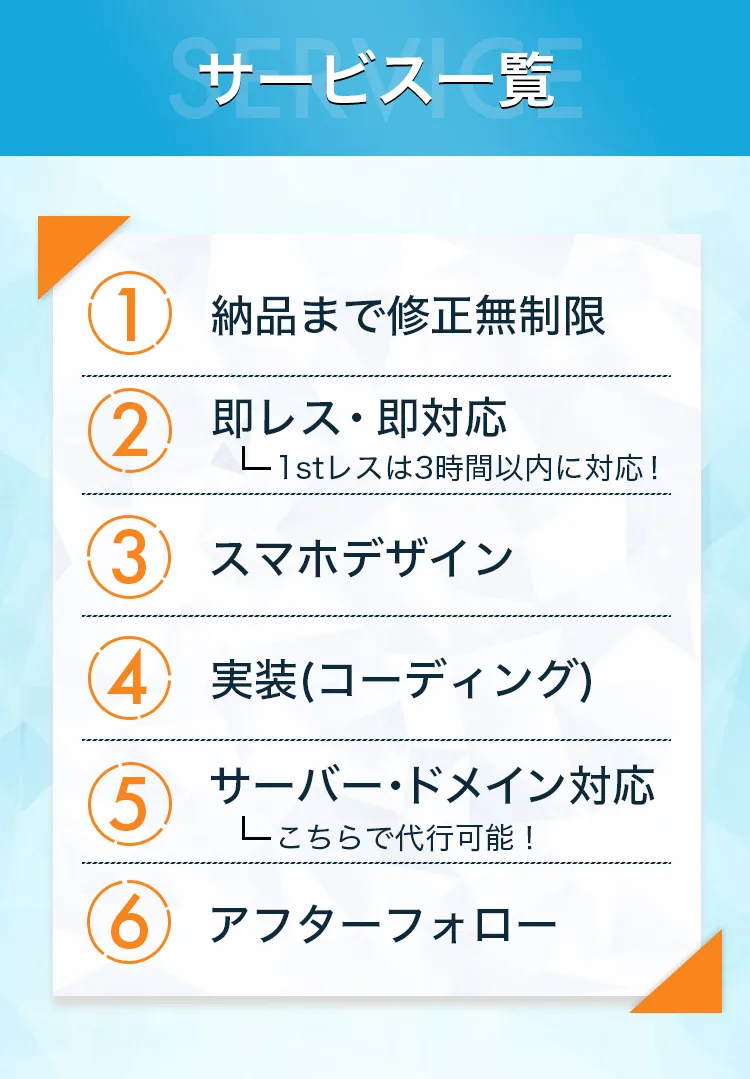 SERVICE
サービス一覧
1 納品まで修正無制限
2 即レス・即対応
1stレスは3時間以内に対応！
3 スマホデザイン
4 実装(コーディング)
5 サーバー・ドメイン対応
こちらで代行可能！
6 アフターフォロー